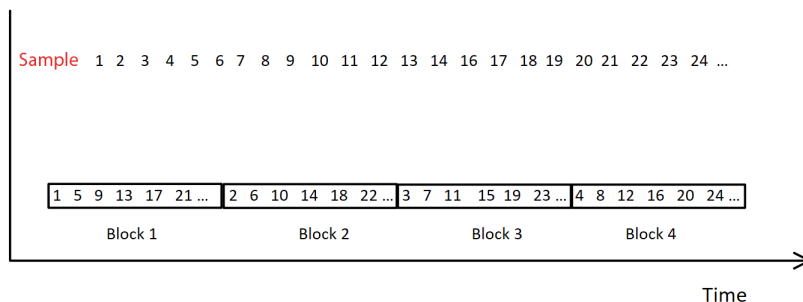 Sample 1 2 3 4 5 6 7 8 9 10 11 12 13 14 16 17 18 19 20 21 22 23 24 ...
1 5 9 13 17 21 ... 2 6 10 14 18 22 ... 3 7 11 15 19 23 ... 4 8 12 16 20 24 ...
Block 1 Block 2 Block 3 Block 4
Time